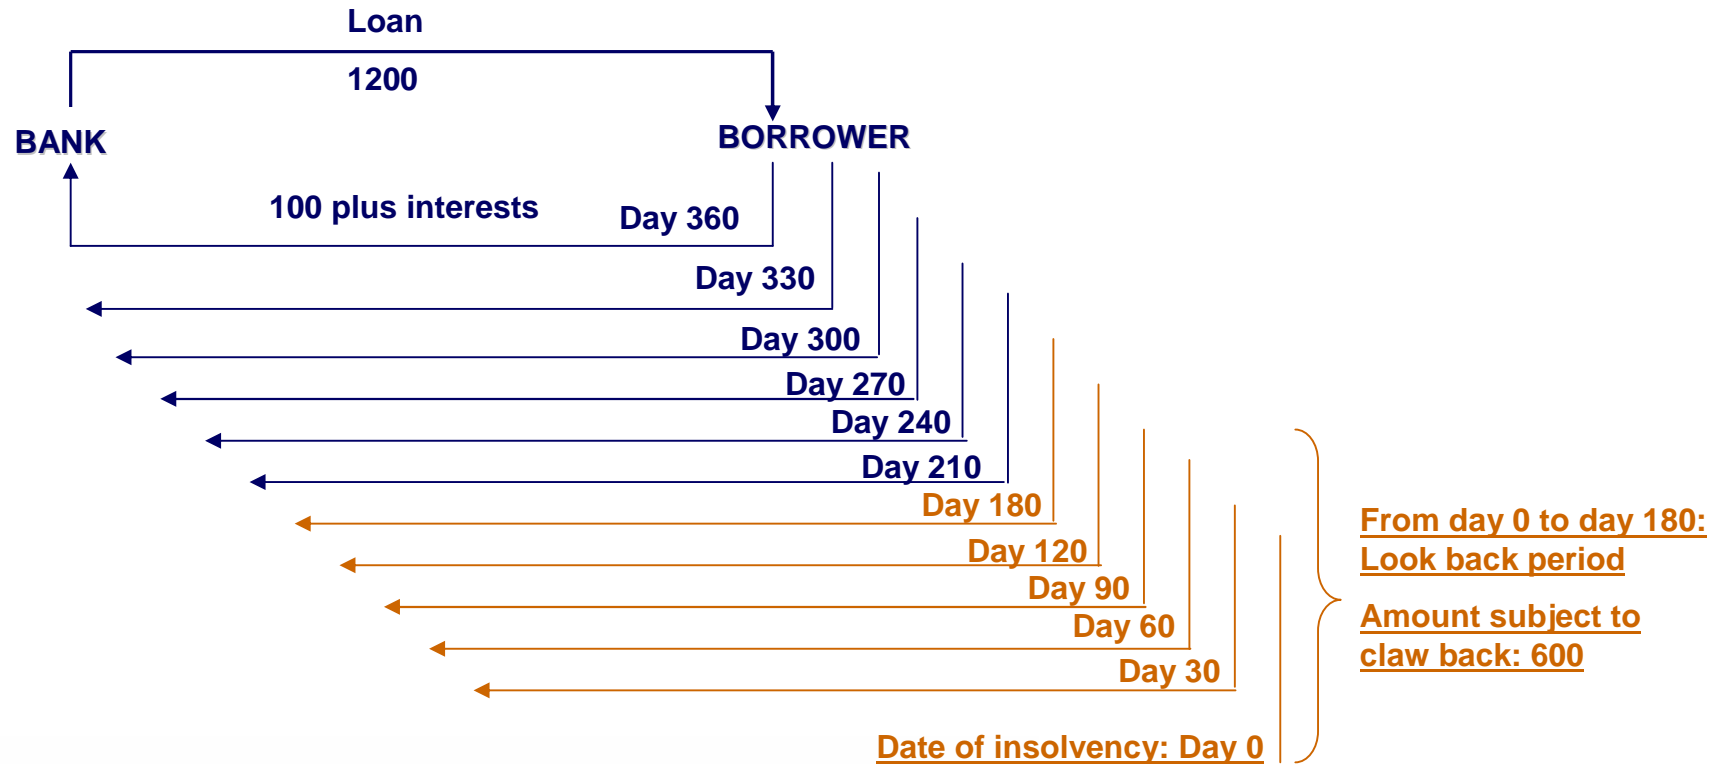 Loan
1200
BANK
BORROWER
100 plus interests
Day 360
Day 330
Day 300
Day 270
Day 240
Day 210
Day 180
Day 120
Day 90
Day 60
Day 30
Date of insolvency: Day 0
From day 0 to day 180:
Look back period
Amount subject to
claw back: 600